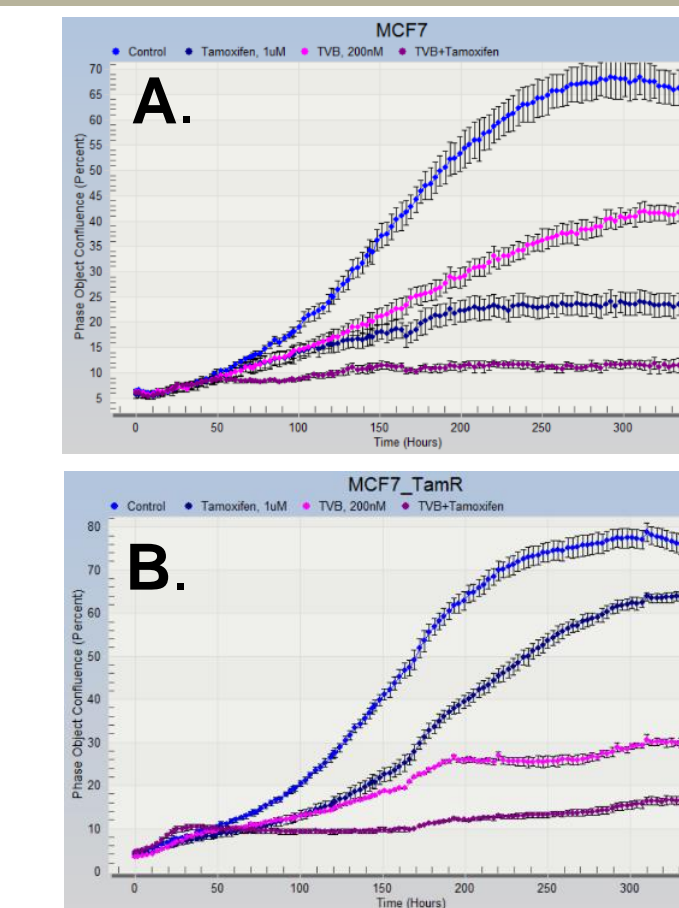 MCF7
Control Tamoxifen, 1uM TVB, 200nM TVB+Tamoxifen
A.
Phase Object Confluence (Percent)
70
65
60
55
50
45
40
35
30
25
20
15
10
5
0 50 100 150 200 250 300
Time (Hours)
MCF7_TamR
Control Tamoxifen, 1uM TVB, 200nM TVB+Tamoxifen
B.
Phase Object Confluence (Percent)
80
70
60
50
40
30
20
10
0
0 50 100 150 200 250 300
Time (Hours)